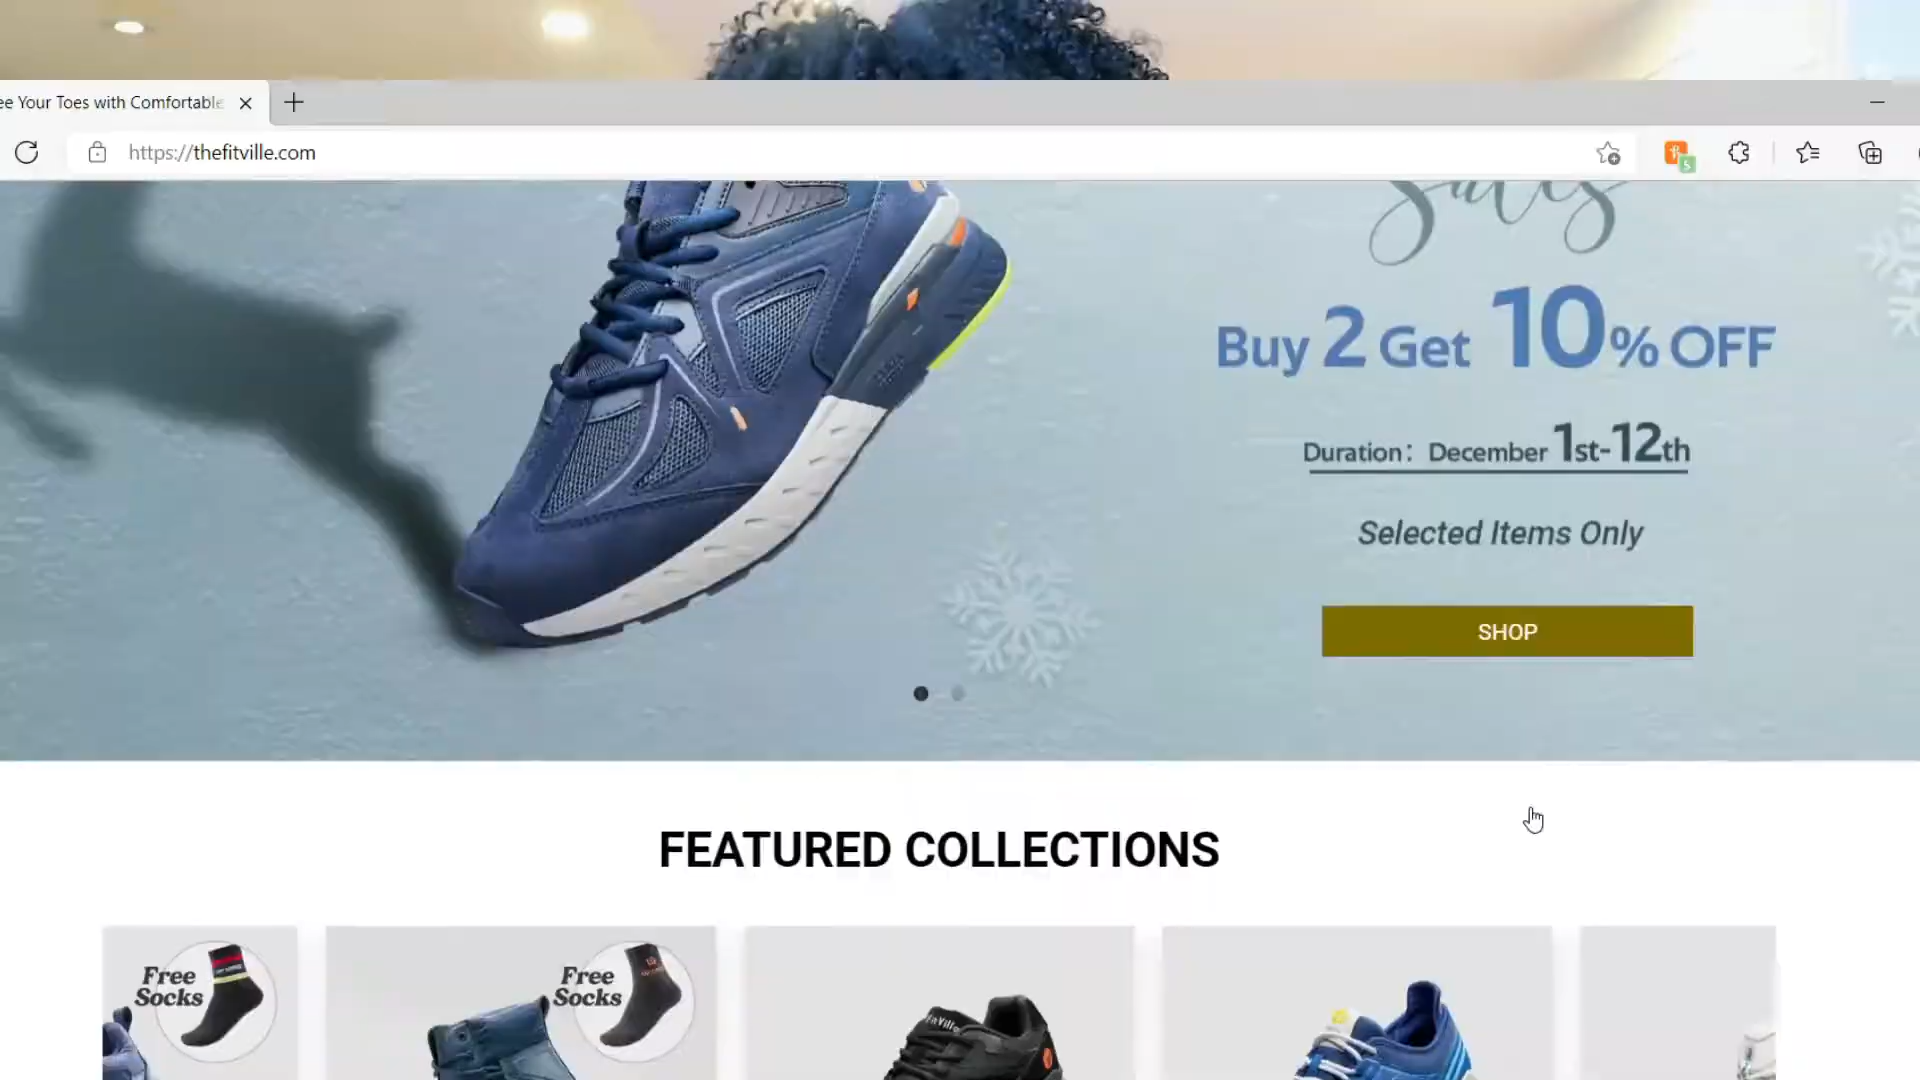 ee Your Toes with Comfortable
https://thefitville.com
Sales
Buy 2 Get 10% OFF
Duration: December 1st-12th
Selected Items Only
SHOP
FEATURED COLLECTIONS
Free
Socks
Free
Socks